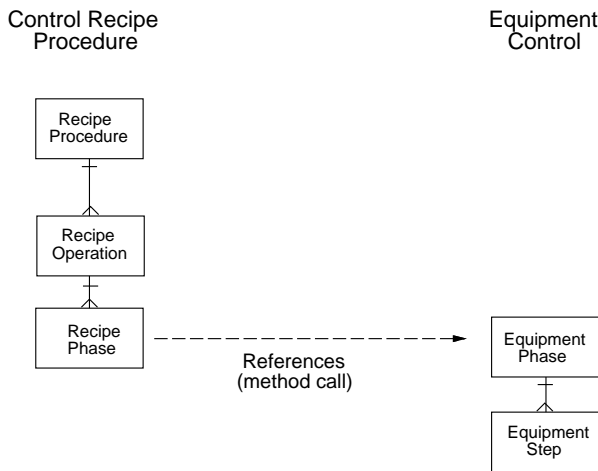 Control Recipe
Procedure
Equipment
Control
Recipe
Procedure
Recipe
Operation
Recipe
Phase
References
(method call)
Equipment
Phase
Equipment
Step